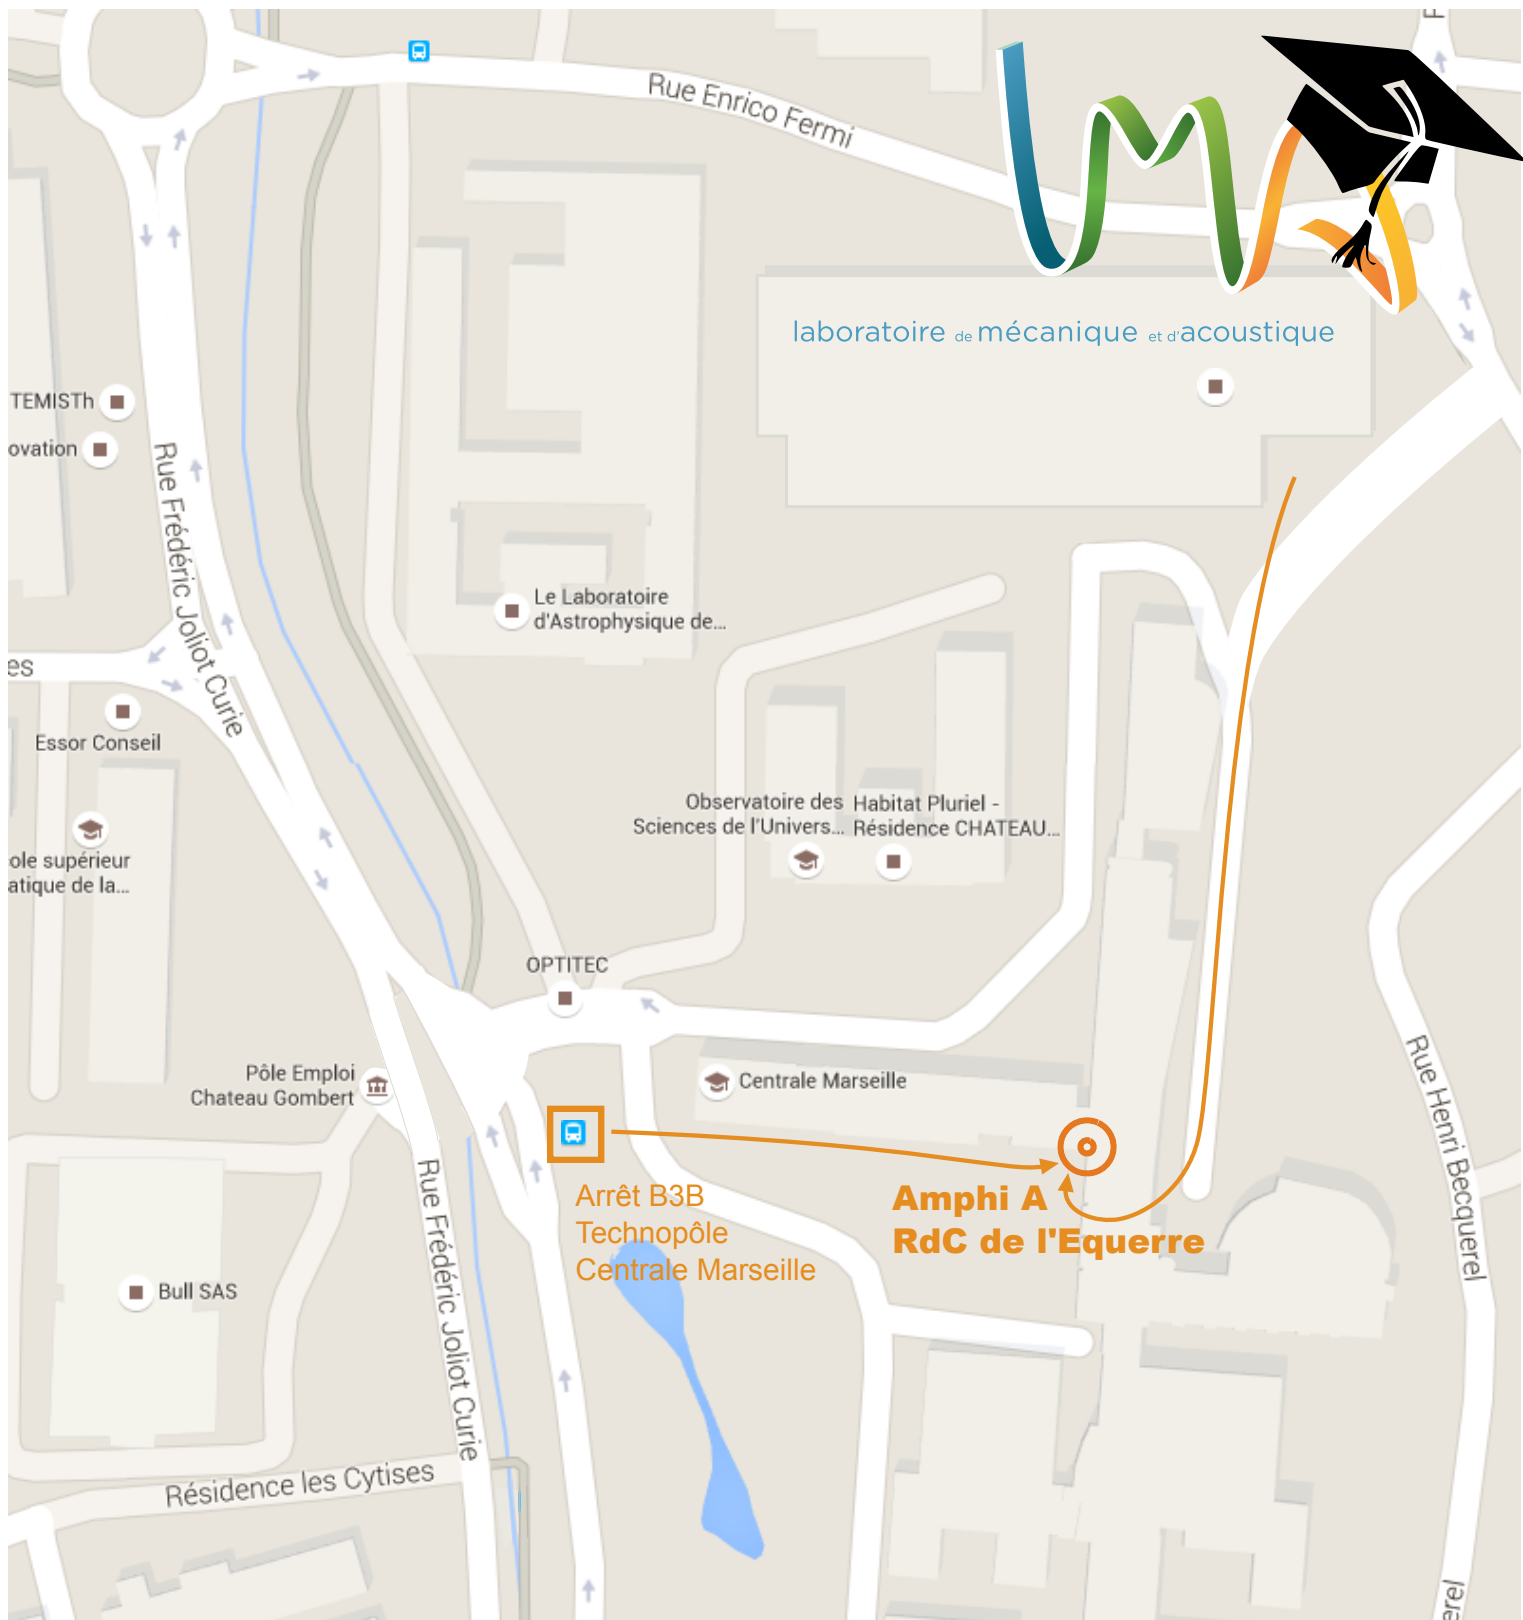 Rue Enrico Fermi
laboratoire de mécanique et d'acoustique
TEMISTh
ovation
Rue Frédéric Joliot Curie
Le Laboratoire
d'Astrophysique de...
es
Essor Conseil
Observatoire des
Sciences de l'Univers...
Habitat Pluriel -
Résidence CHATEAU...
ole supérieur
atique de la...
OPTITEC
Pôle Emploi
Chateau Gombert
Centrale Marseille
Rue Henri Becquerel
Arrêt B3B
Technopôle
Centrale Marseille
Amphi A
RdC de l'Equerre
Rue Frédéric Joliot Curie
Bull SAS
Résidence les Cytises